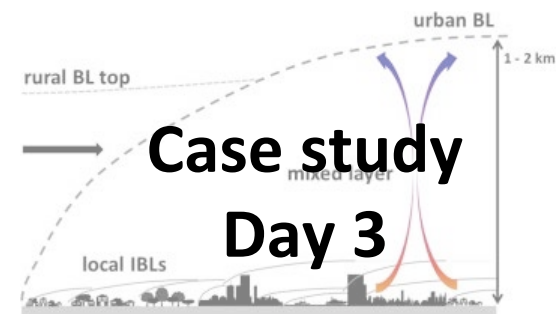 urban BL
1 - 2 km
rural BL top
Case study
mixed layer
Day 3
local IBLs